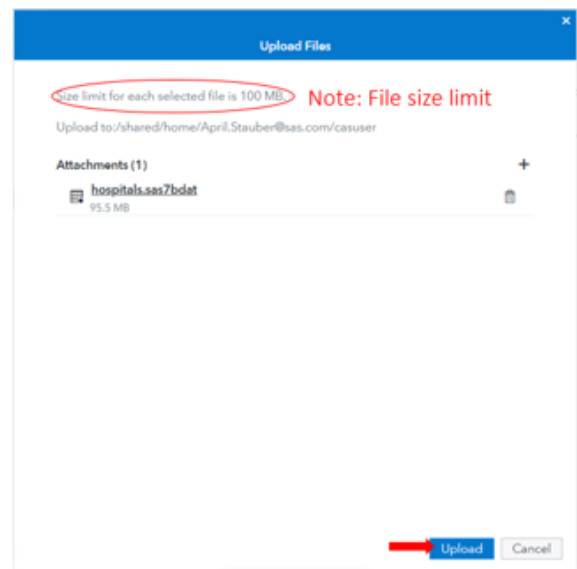 Upload Files
Size limit for each selected file is 100 MB. Note: File size limit
Upload to:/shared/home/April.Stauber@sas.com/casuser
Attachments (1)
hospitals.sas7bdat
95.5 MB
Upload Cancel